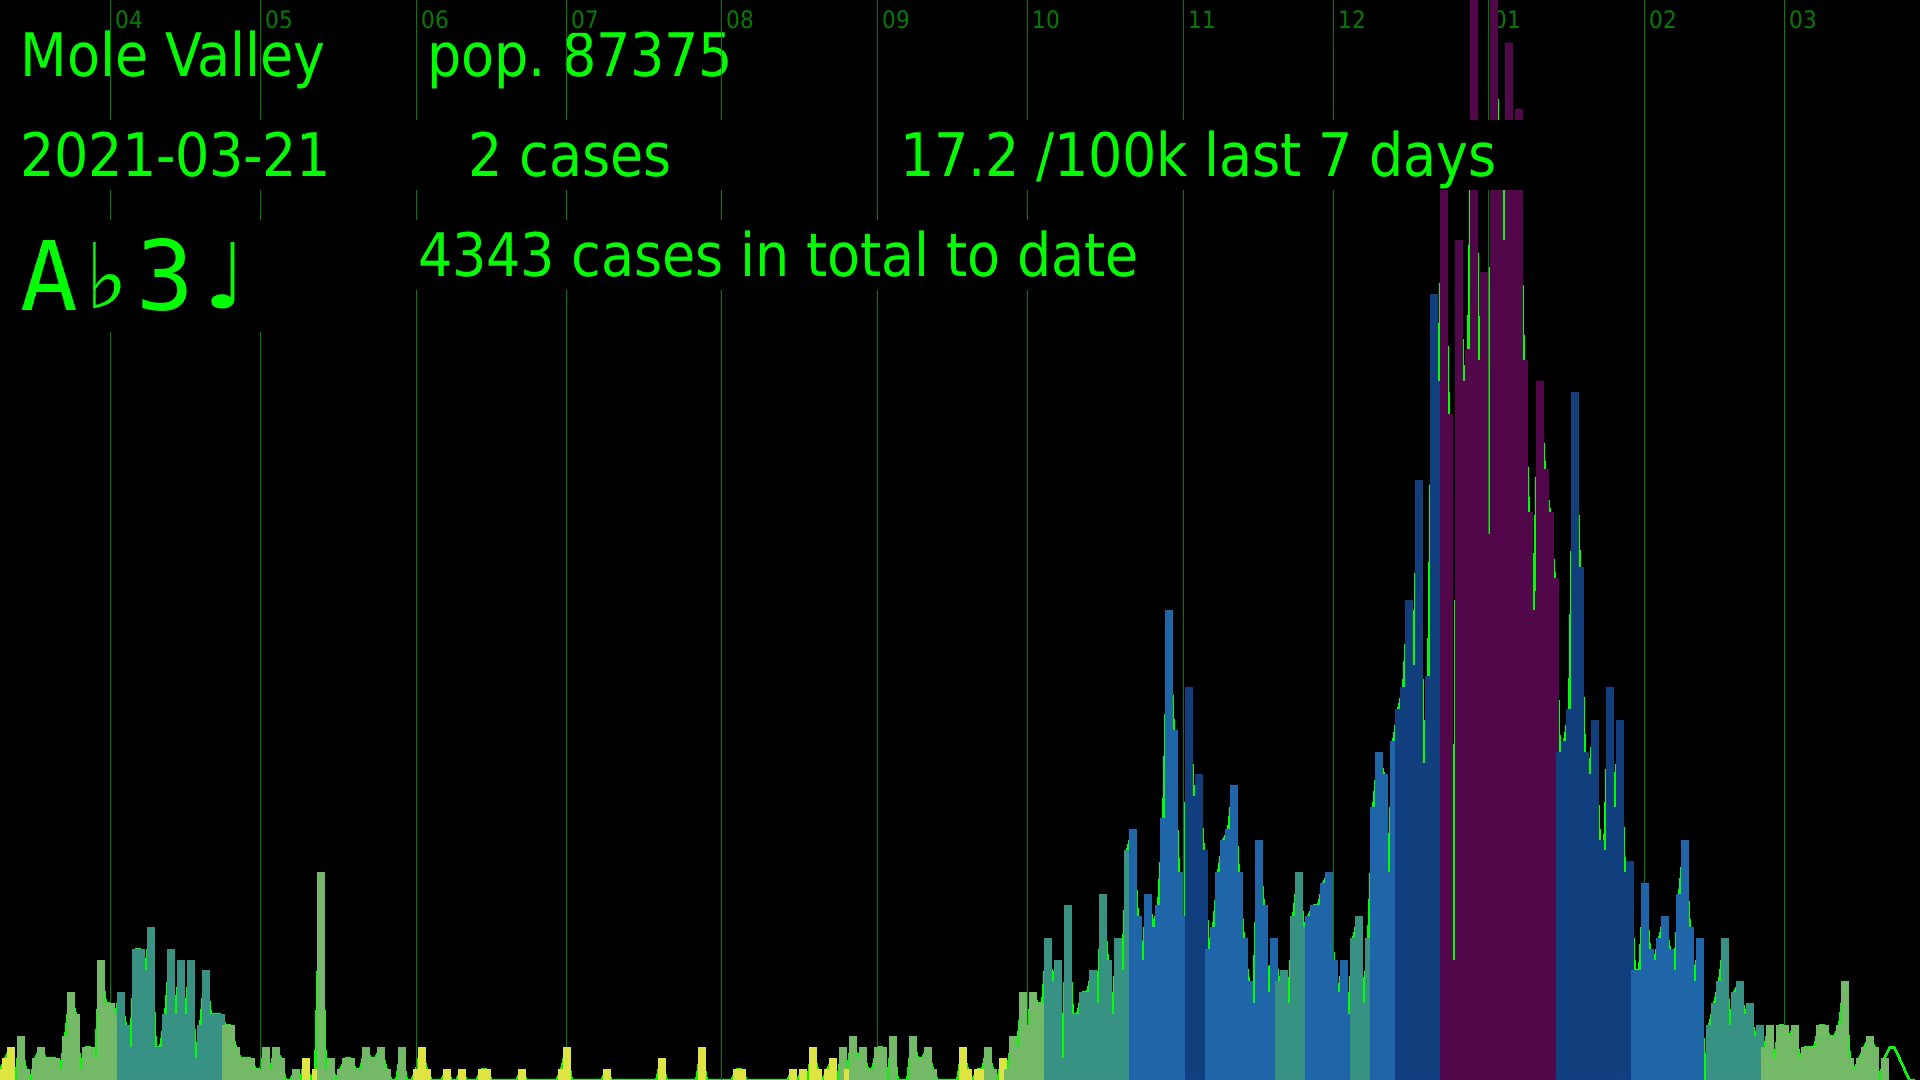 04 05 06 07 08 09 10 11 12 01 02 03
Mole Valley pop. 87375
2021-03-21 2 cases 17.2 /100k last 7 days
A♭3♩ 4343 cases in total to date